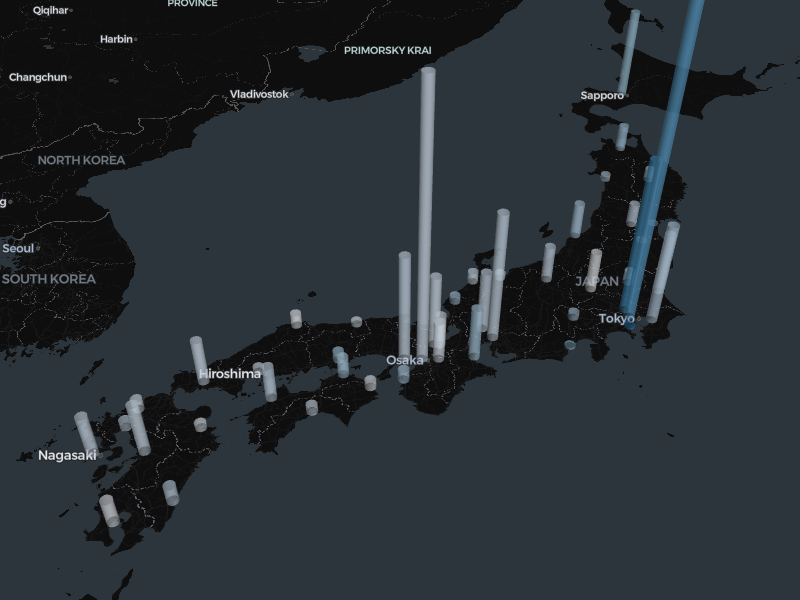 PROVINCE
Qiqihar
Harbin
PRIMORSKY KRAI
Changchun
Vladivostok
Sapporo
NORTH KOREA
g
Seoul
SOUTH KOREA
JAPAN
Tokyo
Osaka
Hiroshima
Nagasaki